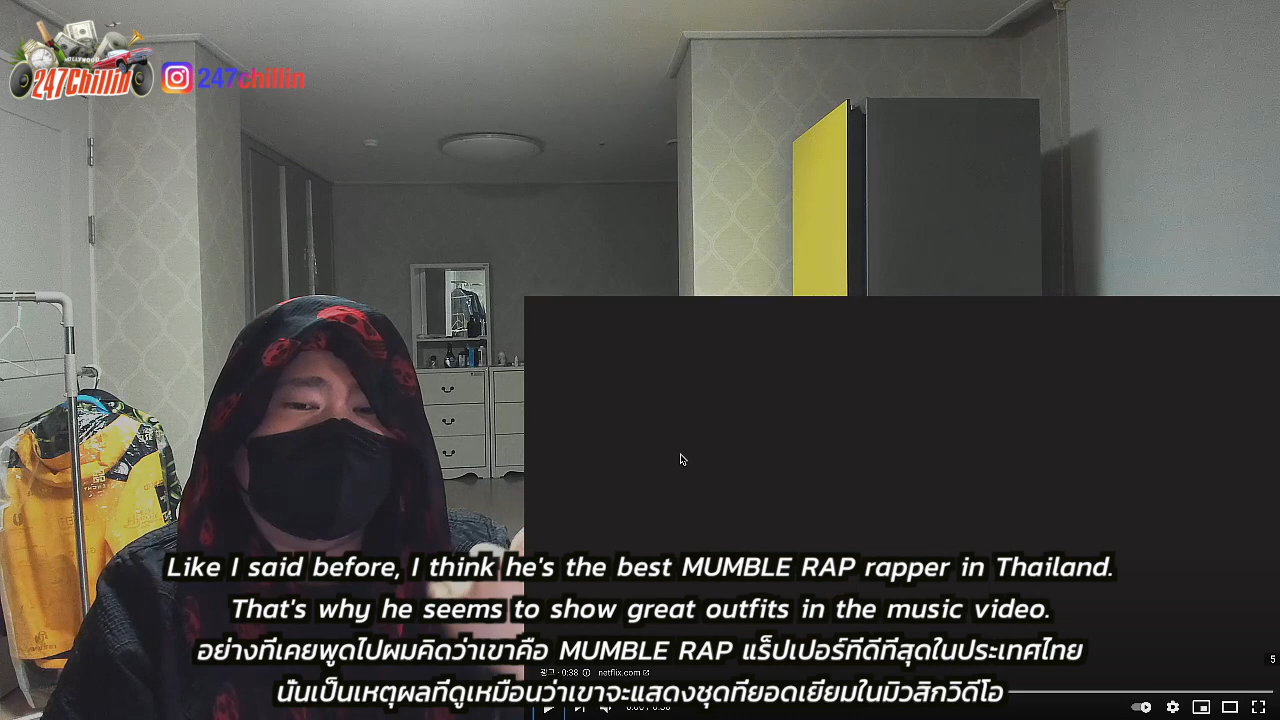 247Chillin
247chillin
Like I said before, I think he's the best MUMBLE RAP rapper in Thailand.
That's why he seems to show great outfits in the music video.
อย่างที่เคยพูดไปผมคิดว่าเขาคือ MUMBLE RAP แร็ปเปอร์ที่ดีที่สุดในประเทศไทย
광고 · 0:38 netflix.com
นั่นเป็นเหตุผลที่ดูเหมือนว่าเขาจะแสดงชุดที่ยอดเยี่ยมในมิวสิกวิดีโอ